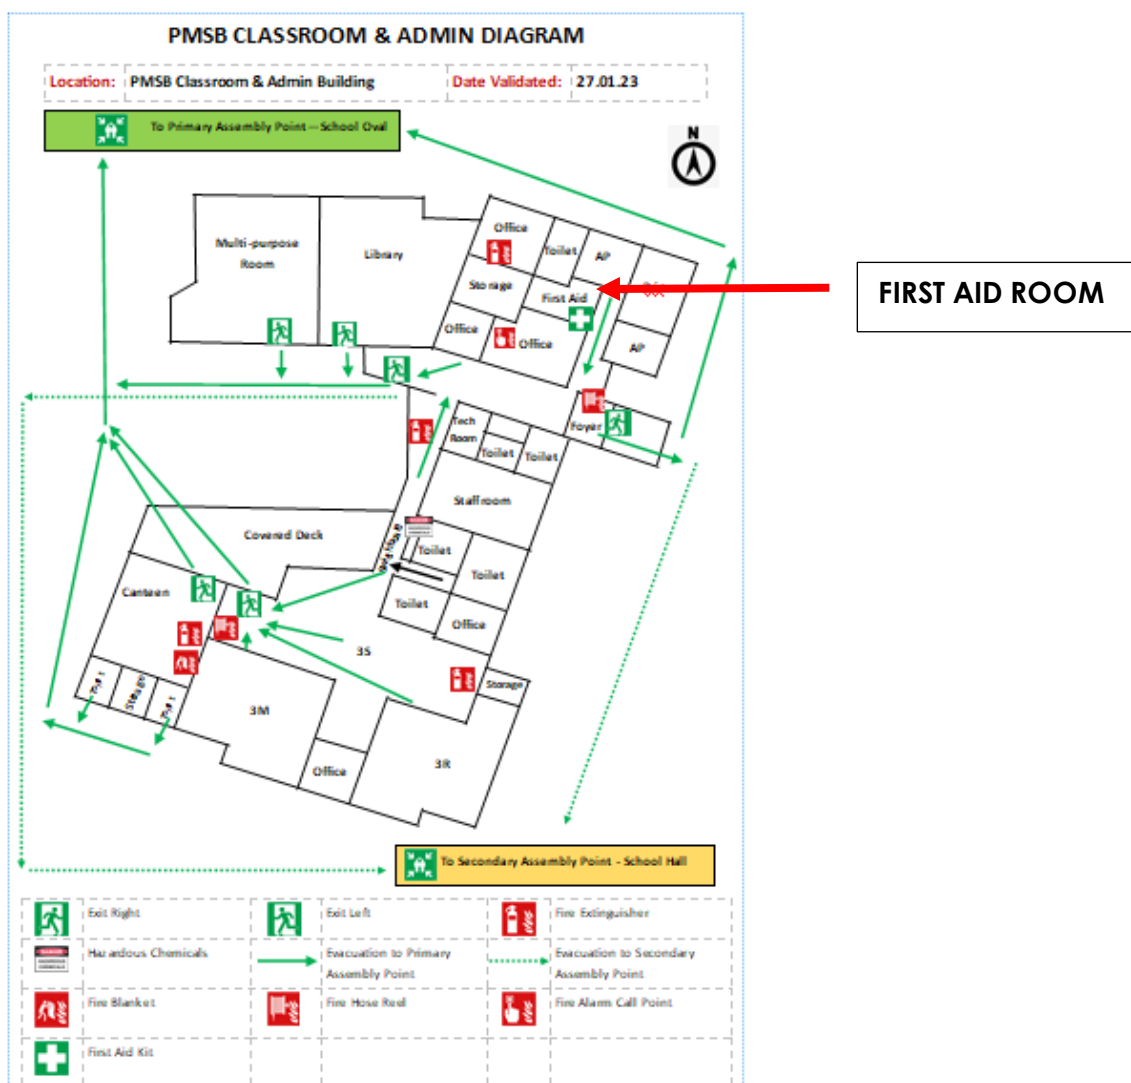 PMSB CLASSROOM & ADMIN DIAGRAM
Location: PMSB Classroom & Admin Building Date Validated: 27.01.23
To Primary Assembly Point – School Oval
N
Office
Toilet
AP
Multi-purpose
Room
Library
Storage
First Aid
FIRST AID ROOM
Office
Office
AP
Tech
Room
Foyer
Toilet
Toilet
Staffroom
Covered Deck
Toilet
Toilet
Canteen
Toilet
Office
3S
Storage
Storage
3M
3R
Office
To Secondary Assembly Point - School Hall
Exit Right
Exit Left
Fire Extinguisher
Hazardous Chemicals
Evacuation to Primary
Assembly Point
Evacuation to Secondary
Assembly Point
Fire Blanket
Fire Hose Reel
Fire Alarm Call Point
First Aid Kit